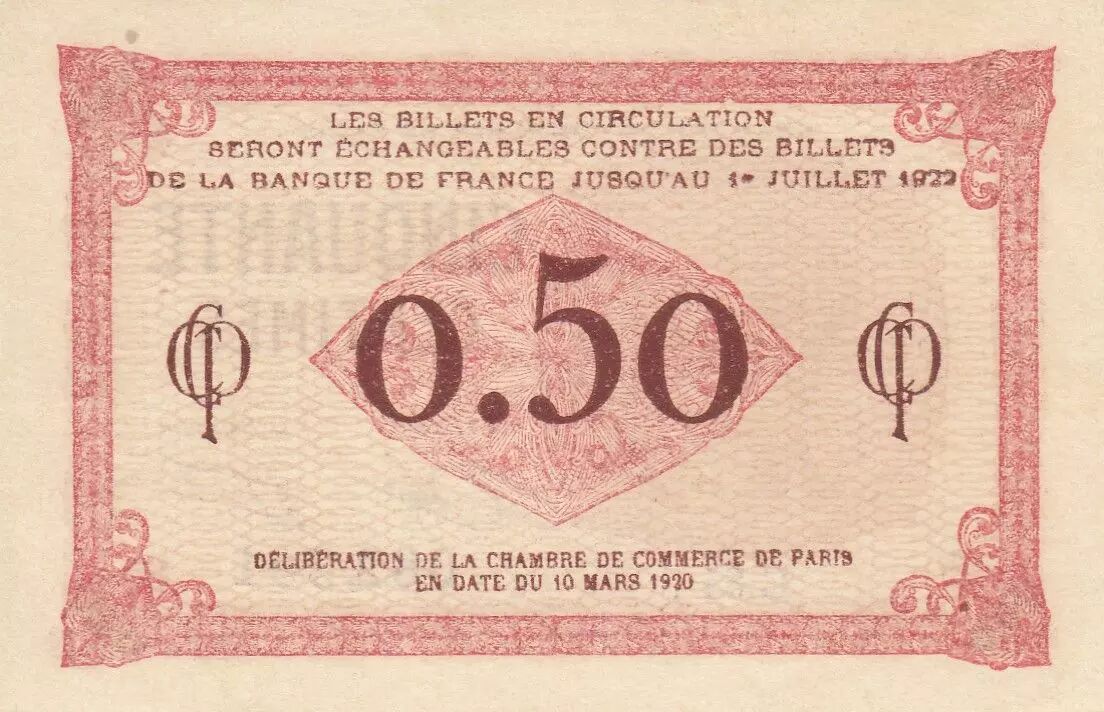 LES BILLETS EN CIRCULATION
SERONT ÉCHANGEABLES CONTRE DES BILLETS
DE LA BANQUE DE FRANCE JUSQU'AU 1er JUILLET 1922
0.50
DÉLIBÉRATION DE LA CHAMBRE DE COMMERCE DE PARIS
EN DATE DU 10 MARS 1920